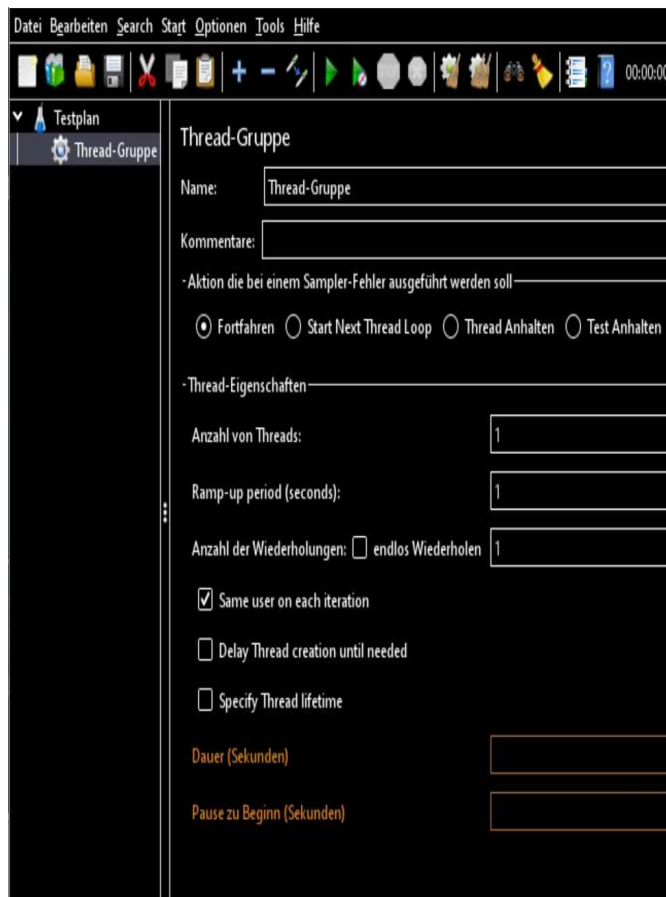 Datei Bearbeiten Search Start Optionen Tools Hilfe
00:00:00
Testplan
Thread-Gruppe
Thread-Gruppe
Name: Thread-Gruppe
Kommentare:
Aktion die bei einem Sampler-Fehler ausgeführt werden soll
Fortfahren Start Next Thread Loop Thread Anhalten Test Anhalten
Thread-Eigenschaften
Anzahl von Threads: 1
Ramp-up period (seconds): 1
Anzahl der Wiederholungen: endlos Wiederholen 1
Same user on each iteration
Delay Thread creation until needed
Specify Thread lifetime
Dauer (Sekunden)
Pause zu Beginn (Sekunden)